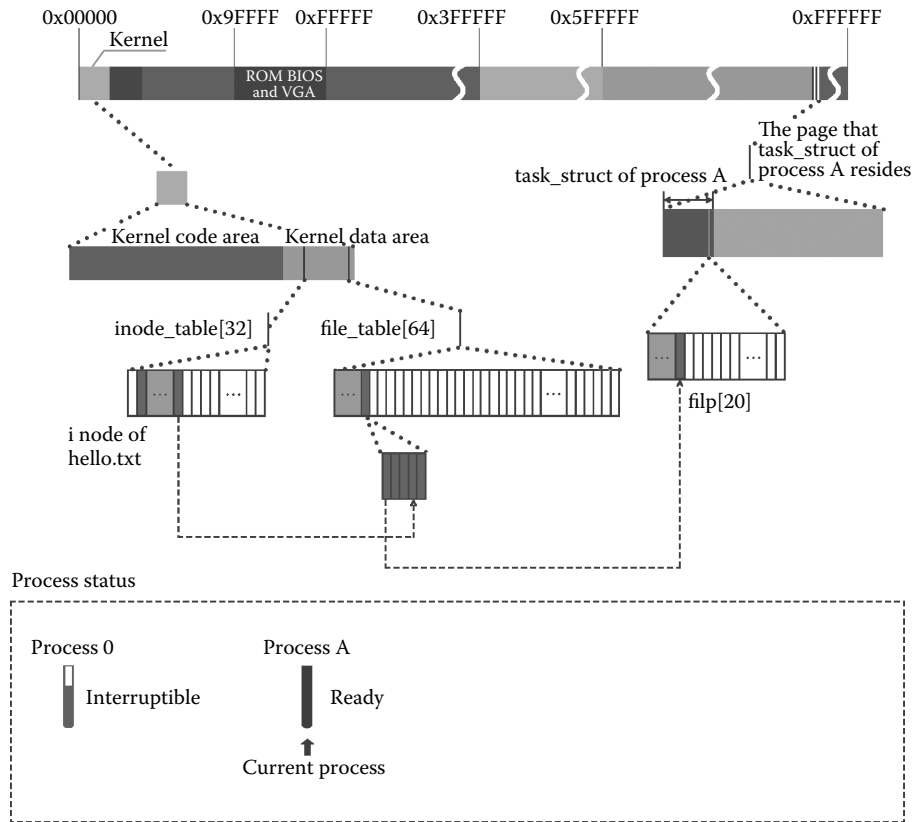 0x00000 0x9FFFF 0xFFFFF 0x3FFFFF 0x5FFFFF 0xFFFFFF
Kernel
ROM BIOS
and VGA
The page that
task_struct of
process A resides
task_struct of process A
Kernel code area Kernel data area
inode_table[32] file_table[64]
... ... ... ... ... ...
filp[20]
i node of
hello.txt
Process status
Process 0 Process A
Interruptible Ready
Current process